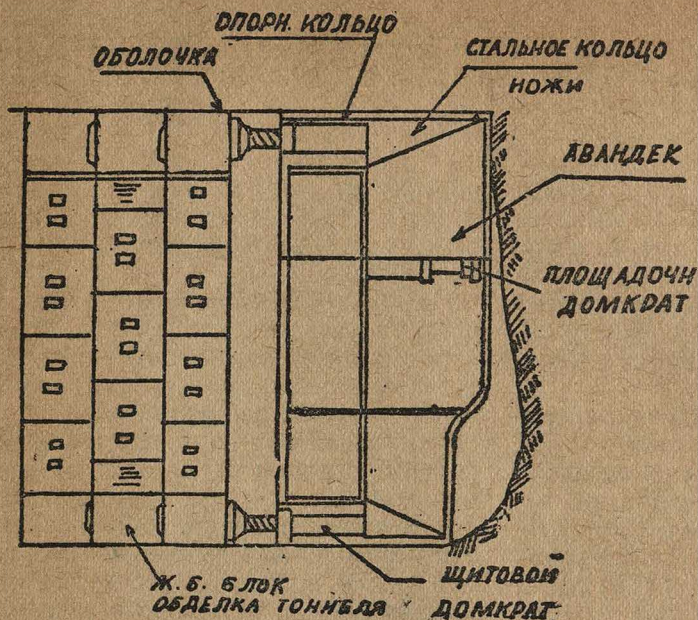 ОПОРН. КОЛЬЦО
ОБОЛОЧКА
СТАЛЬНОЕ КОЛЬЦО
НОЖИ
АВАНДЕК
ПЛОЩАДОЧН
ДОМКРАТ
Ж.Б. БЛОК
ОБДЕЛКА ТОННЕЛЯ
ЩИТОВОЙ
ДОМКРАТ